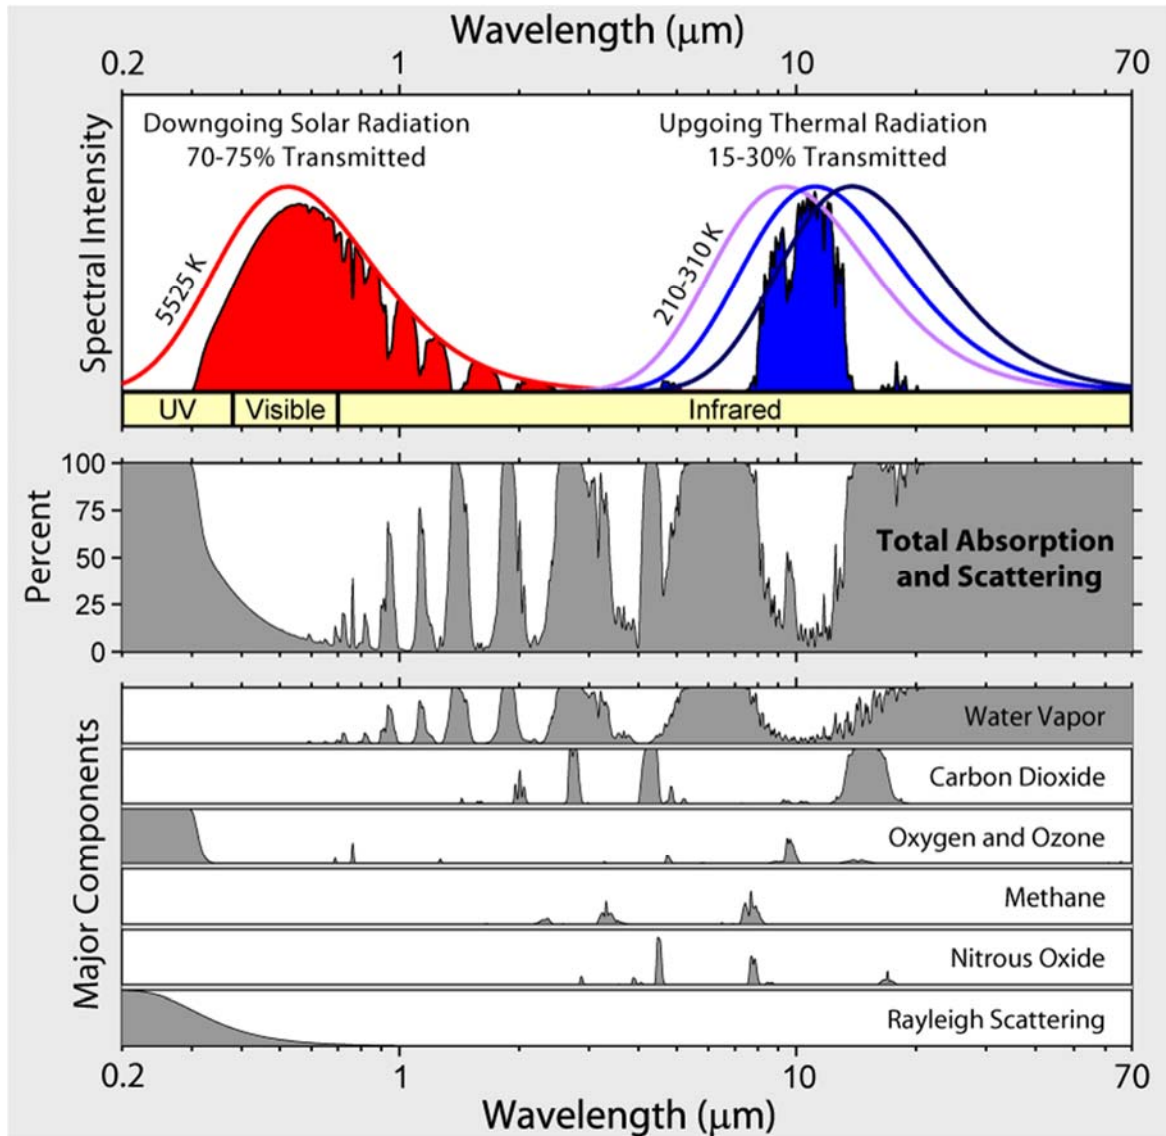 Wavelength (μm)
0.2 1 10 70
Spectral Intensity
Downgoing Solar Radiation
70-75% Transmitted
Upgoing Thermal Radiation
15-30% Transmitted
5525 K
210-310 K
UV
Visible
Infrared
Percent
100
75
50
25
0
Total Absorption
and Scattering
Major Components
Water Vapor
Carbon Dioxide
Oxygen and Ozone
Methane
Nitrous Oxide
Rayleigh Scattering
0.2 1 10 70
Wavelength (μm)